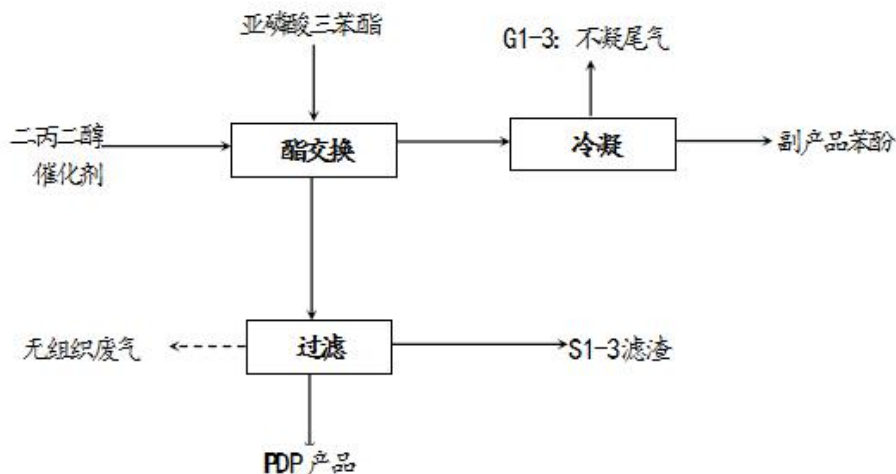 亚磷酸三苯酯
G1-3: 不凝尾气
二丙二醇
催化剂
酯交换
冷凝
副产品苯酚
无组织废气
过滤
S1-3滤渣
PDP产品